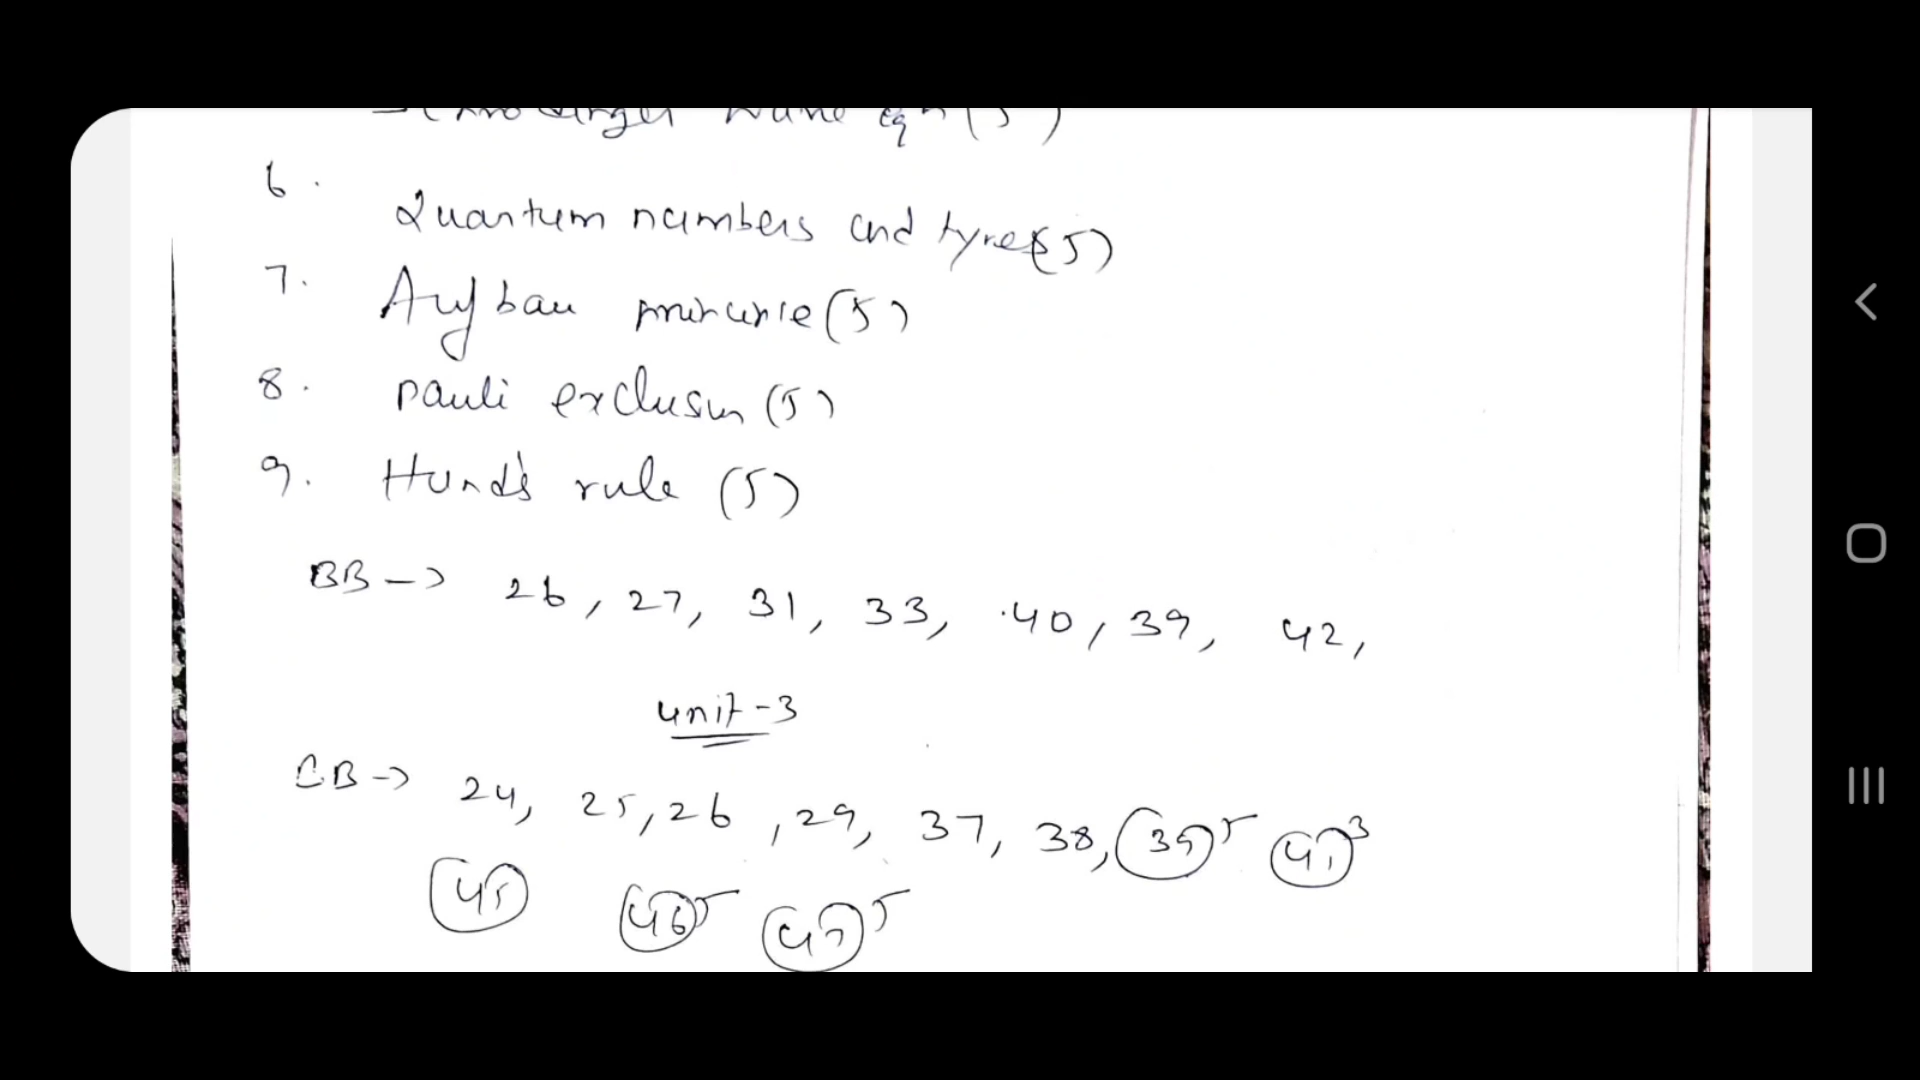 6.
Quantum numbers and types(5)
7. Aufbau principle(5)
8. Pauli exclusion (5)
9. Hund's rule (5)
BB -> 26, 27, 31, 33, 40, 39, 42,
unit-3
BB -> 24, 25, 26, 29, 37, 38, 39 5 41 3
45 46 5 47 5